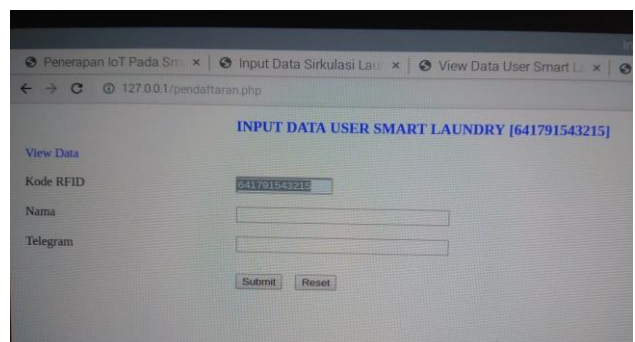 Penerapan IoT Pada Sm
Input Data Sirkulasi Lau
View Data User Smart La
127.0.0.1/pendaftaran.php
INPUT DATA USER SMART LAUNDRY [641791543215]
View Data
Kode RFID
641791543215
Nama
Telegram
Submit
Reset